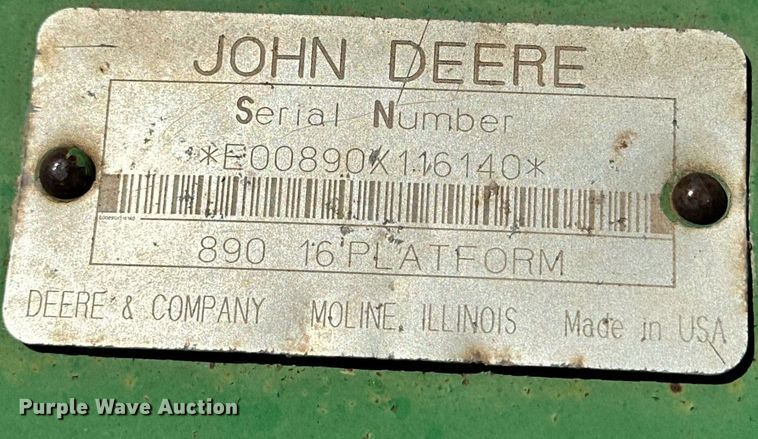 JOHN DEERE
Serial Number
*E00890X116140*
890 16 PLATFORM
DEERE & COMPANY MOLINE, ILLINOIS Made in USA
Purple Wave Auction